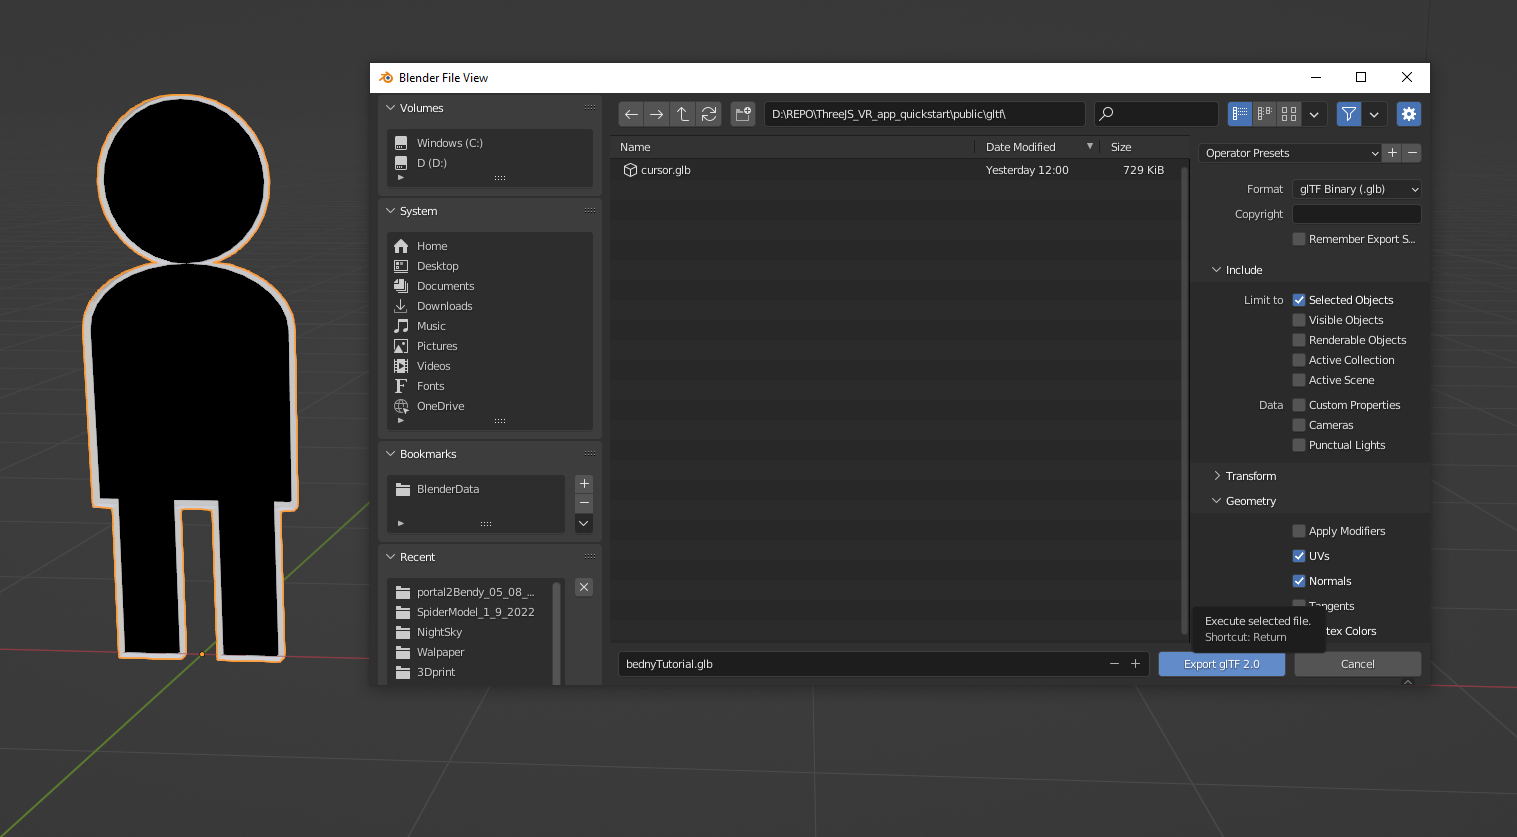 Blender File View
Volumes
Windows (C:)
D (D:)
System
Home
Desktop
Documents
Downloads
Music
Pictures
Videos
Fonts
OneDrive
Bookmarks
BlenderData
Recent
portal2Bendy_05_08_...
SpiderModel_1_9_2022
NightSky
Walpaper
3Dprint
D:\REPO\ThreeJS_VR_app_quickstart\public\gltf\
Name Date Modified Size
cursor.glb Yesterday 12:00 729 KiB
bednyTutorial.glb
Operator Presets
Format glTF Binary (.glb)
Copyright
Remember Export S...
Include
Limit to Selected Objects
Visible Objects
Renderable Objects
Active Collection
Active Scene
Data Custom Properties
Cameras
Punctual Lights
Transform
Geometry
Apply Modifiers
UVs
Normals
Tangents
tex Colors
Execute selected file.
Shortcut: Return
Export glTF 2.0
Cancel